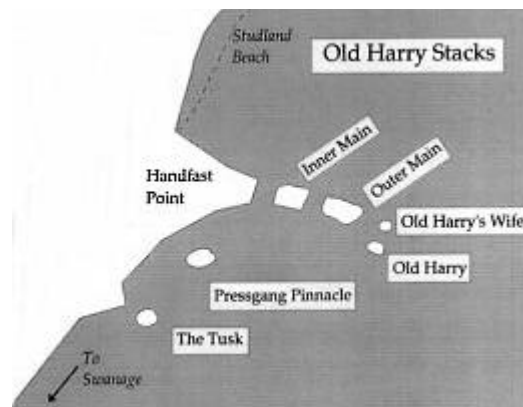 Studland
Beach
Old Harry Stacks
Inner Main
Outer Main
Handfast
Point
Old Harry's Wife
Old Harry
Pressgang Pinnacle
The Tusk
To
Swanage